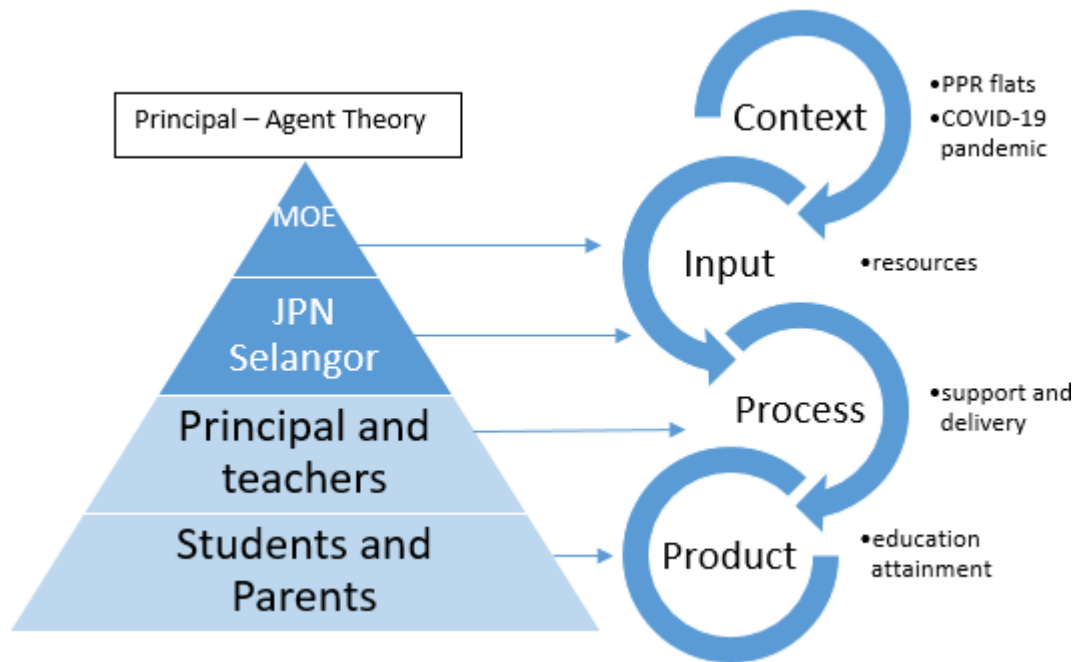 Principal – Agent Theory
MOE
JPN
Selangor
Principal and
teachers
Students and
Parents
Context
•PPR flats
•COVID-19
pandemic
Input
•resources
Process
•support and
delivery
Product
•education
attainment